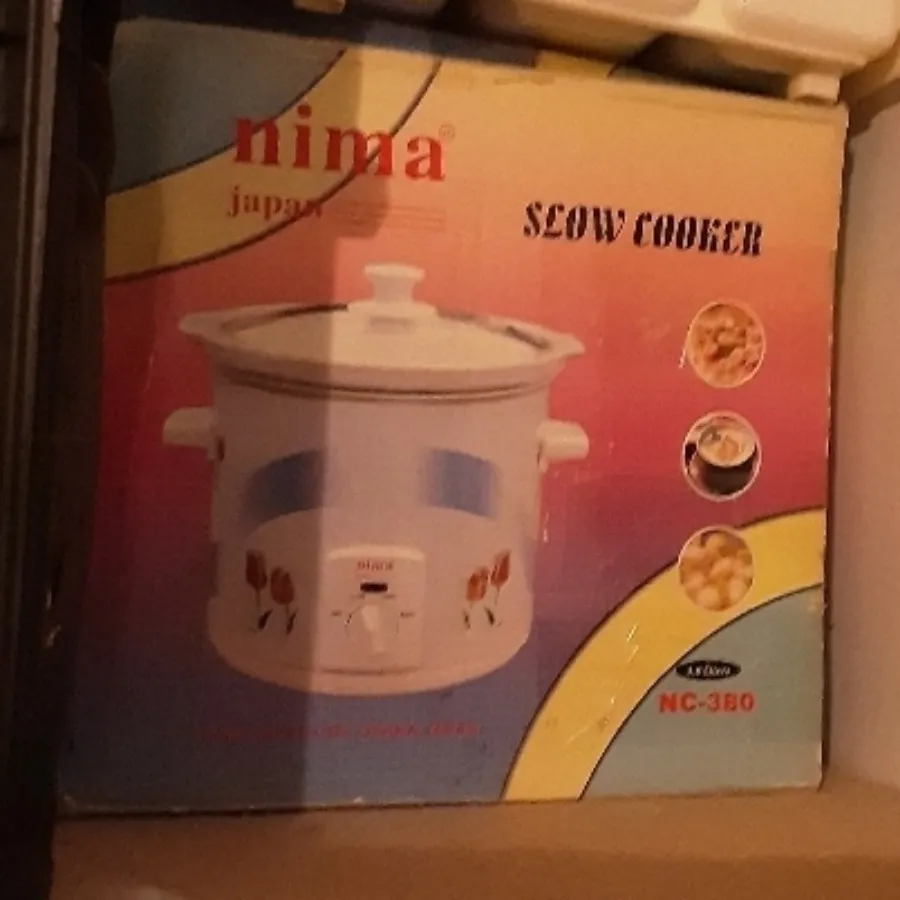 nima
japan
SLOW COOKER
nima
NC-380